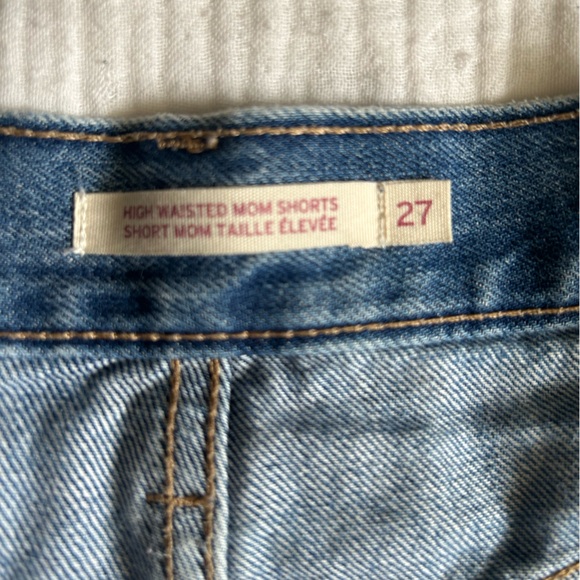 HIGH WAISTED MOM SHORTS
SHORT MOM TAILLE ÉLEVÉE
27